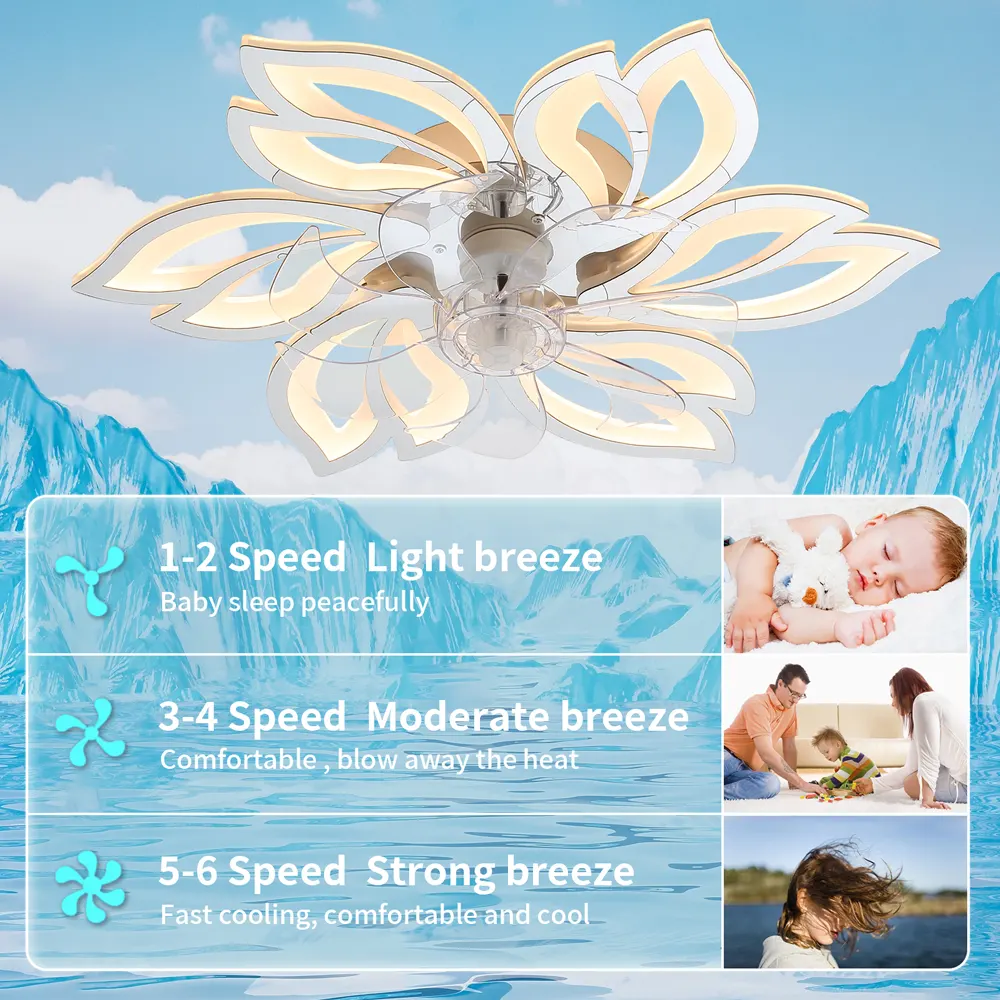 1-2 Speed Light breeze
Baby sleep peacefully
3-4 Speed Moderate breeze
Comfortable , blow away the heat
5-6 Speed Strong breeze
Fast cooling, comfortable and cool